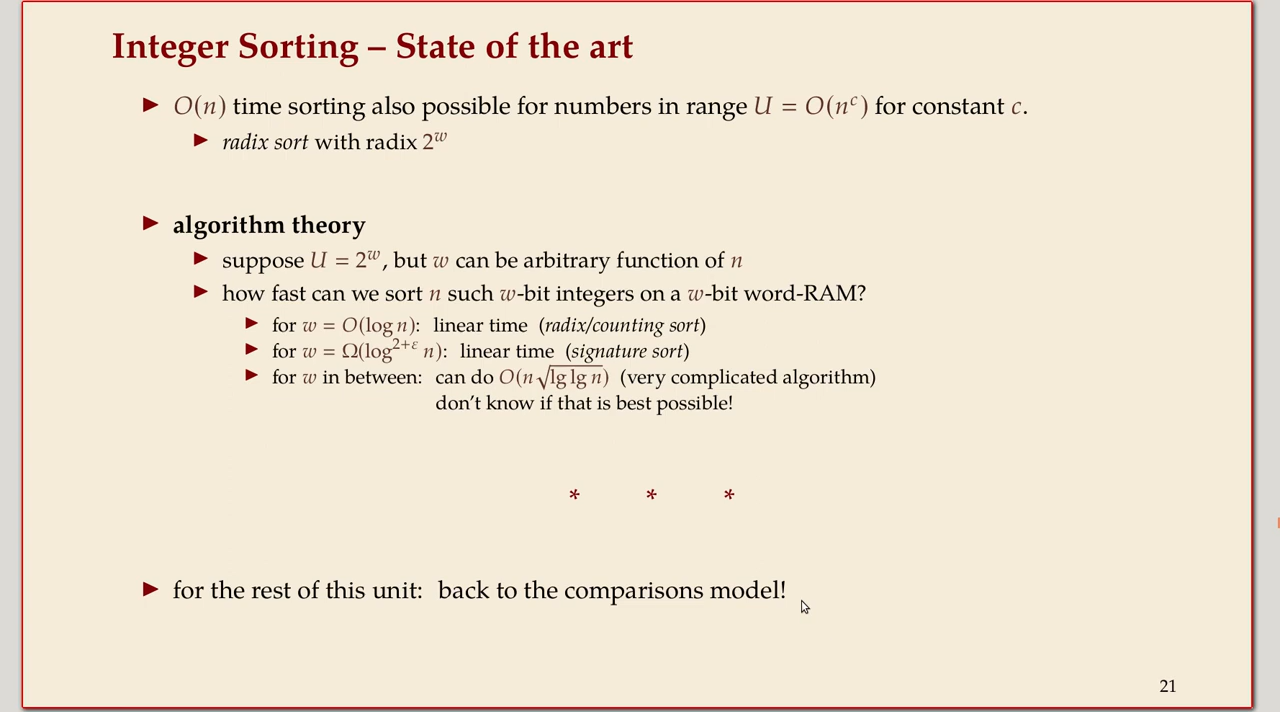 Integer Sorting – State of the art
▶ O(n) time sorting also possible for numbers in range U = O(nᶜ) for constant c.
▶ radix sort with radix 2ʷ
▶ algorithm theory
▶ suppose U = 2ʷ, but w can be arbitrary function of n
▶ how fast can we sort n such w-bit integers on a w-bit word-RAM?
▶ for w = O(log n): linear time (radix/counting sort)
▶ for w = Ω(log²⁺ᵋ n): linear time (signature sort)
▶ for w in between: can do O(n√lg lg n) (very complicated algorithm)
don’t know if that is best possible!
* * *
▶ for the rest of this unit: back to the comparisons model!
21